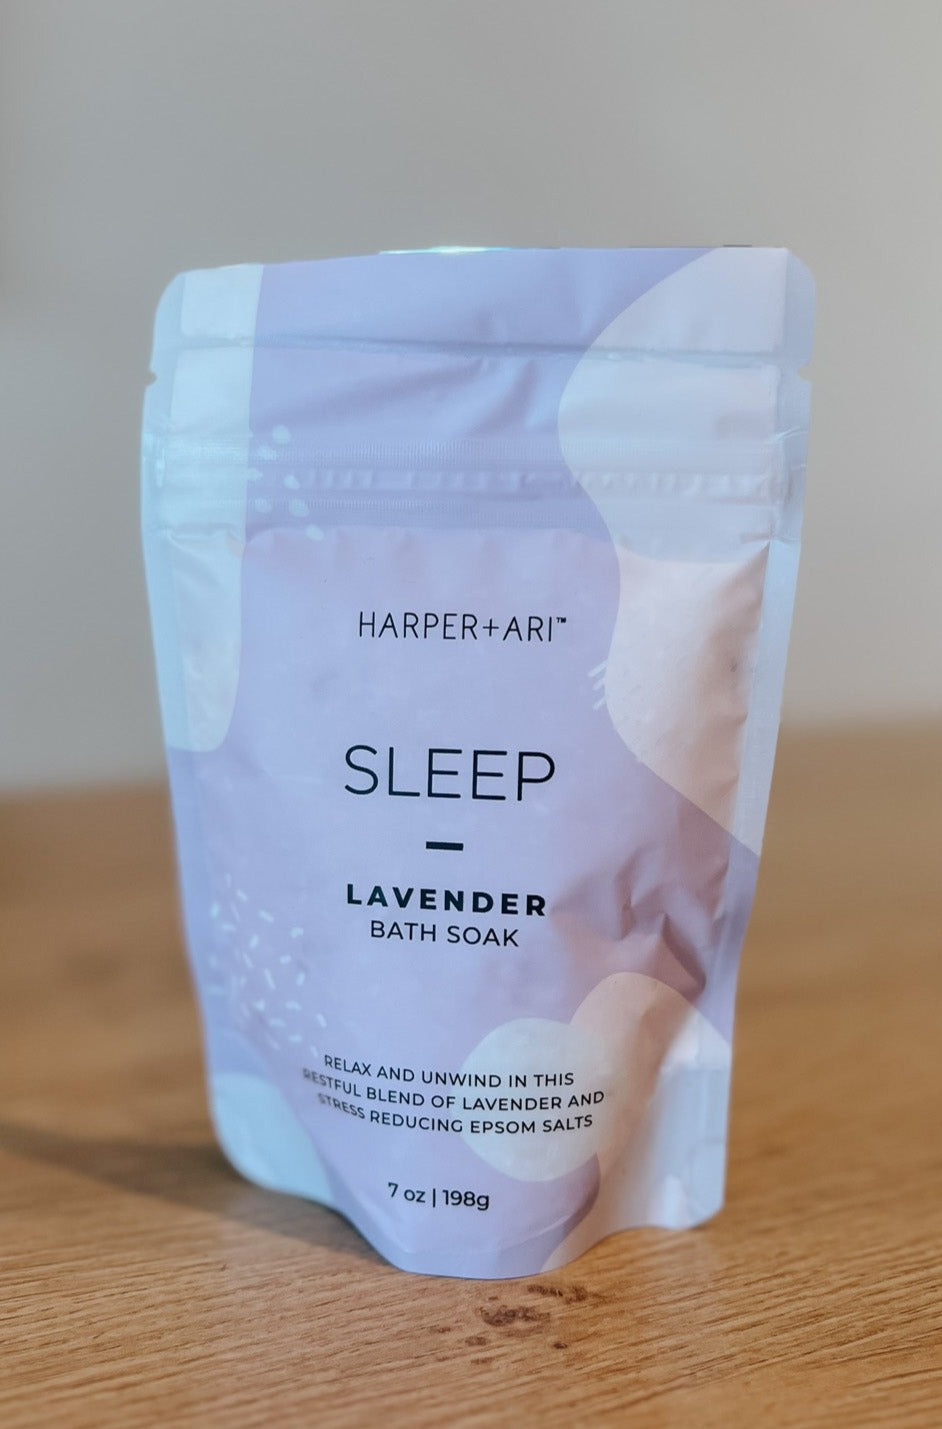 HARPER+ARI™
SLEEP
LAVENDER
BATH SOAK
RELAX AND UNWIND IN THIS
RESTFUL BLEND OF LAVENDER AND
STRESS REDUCING EPSOM SALTS
7 oz | 198g